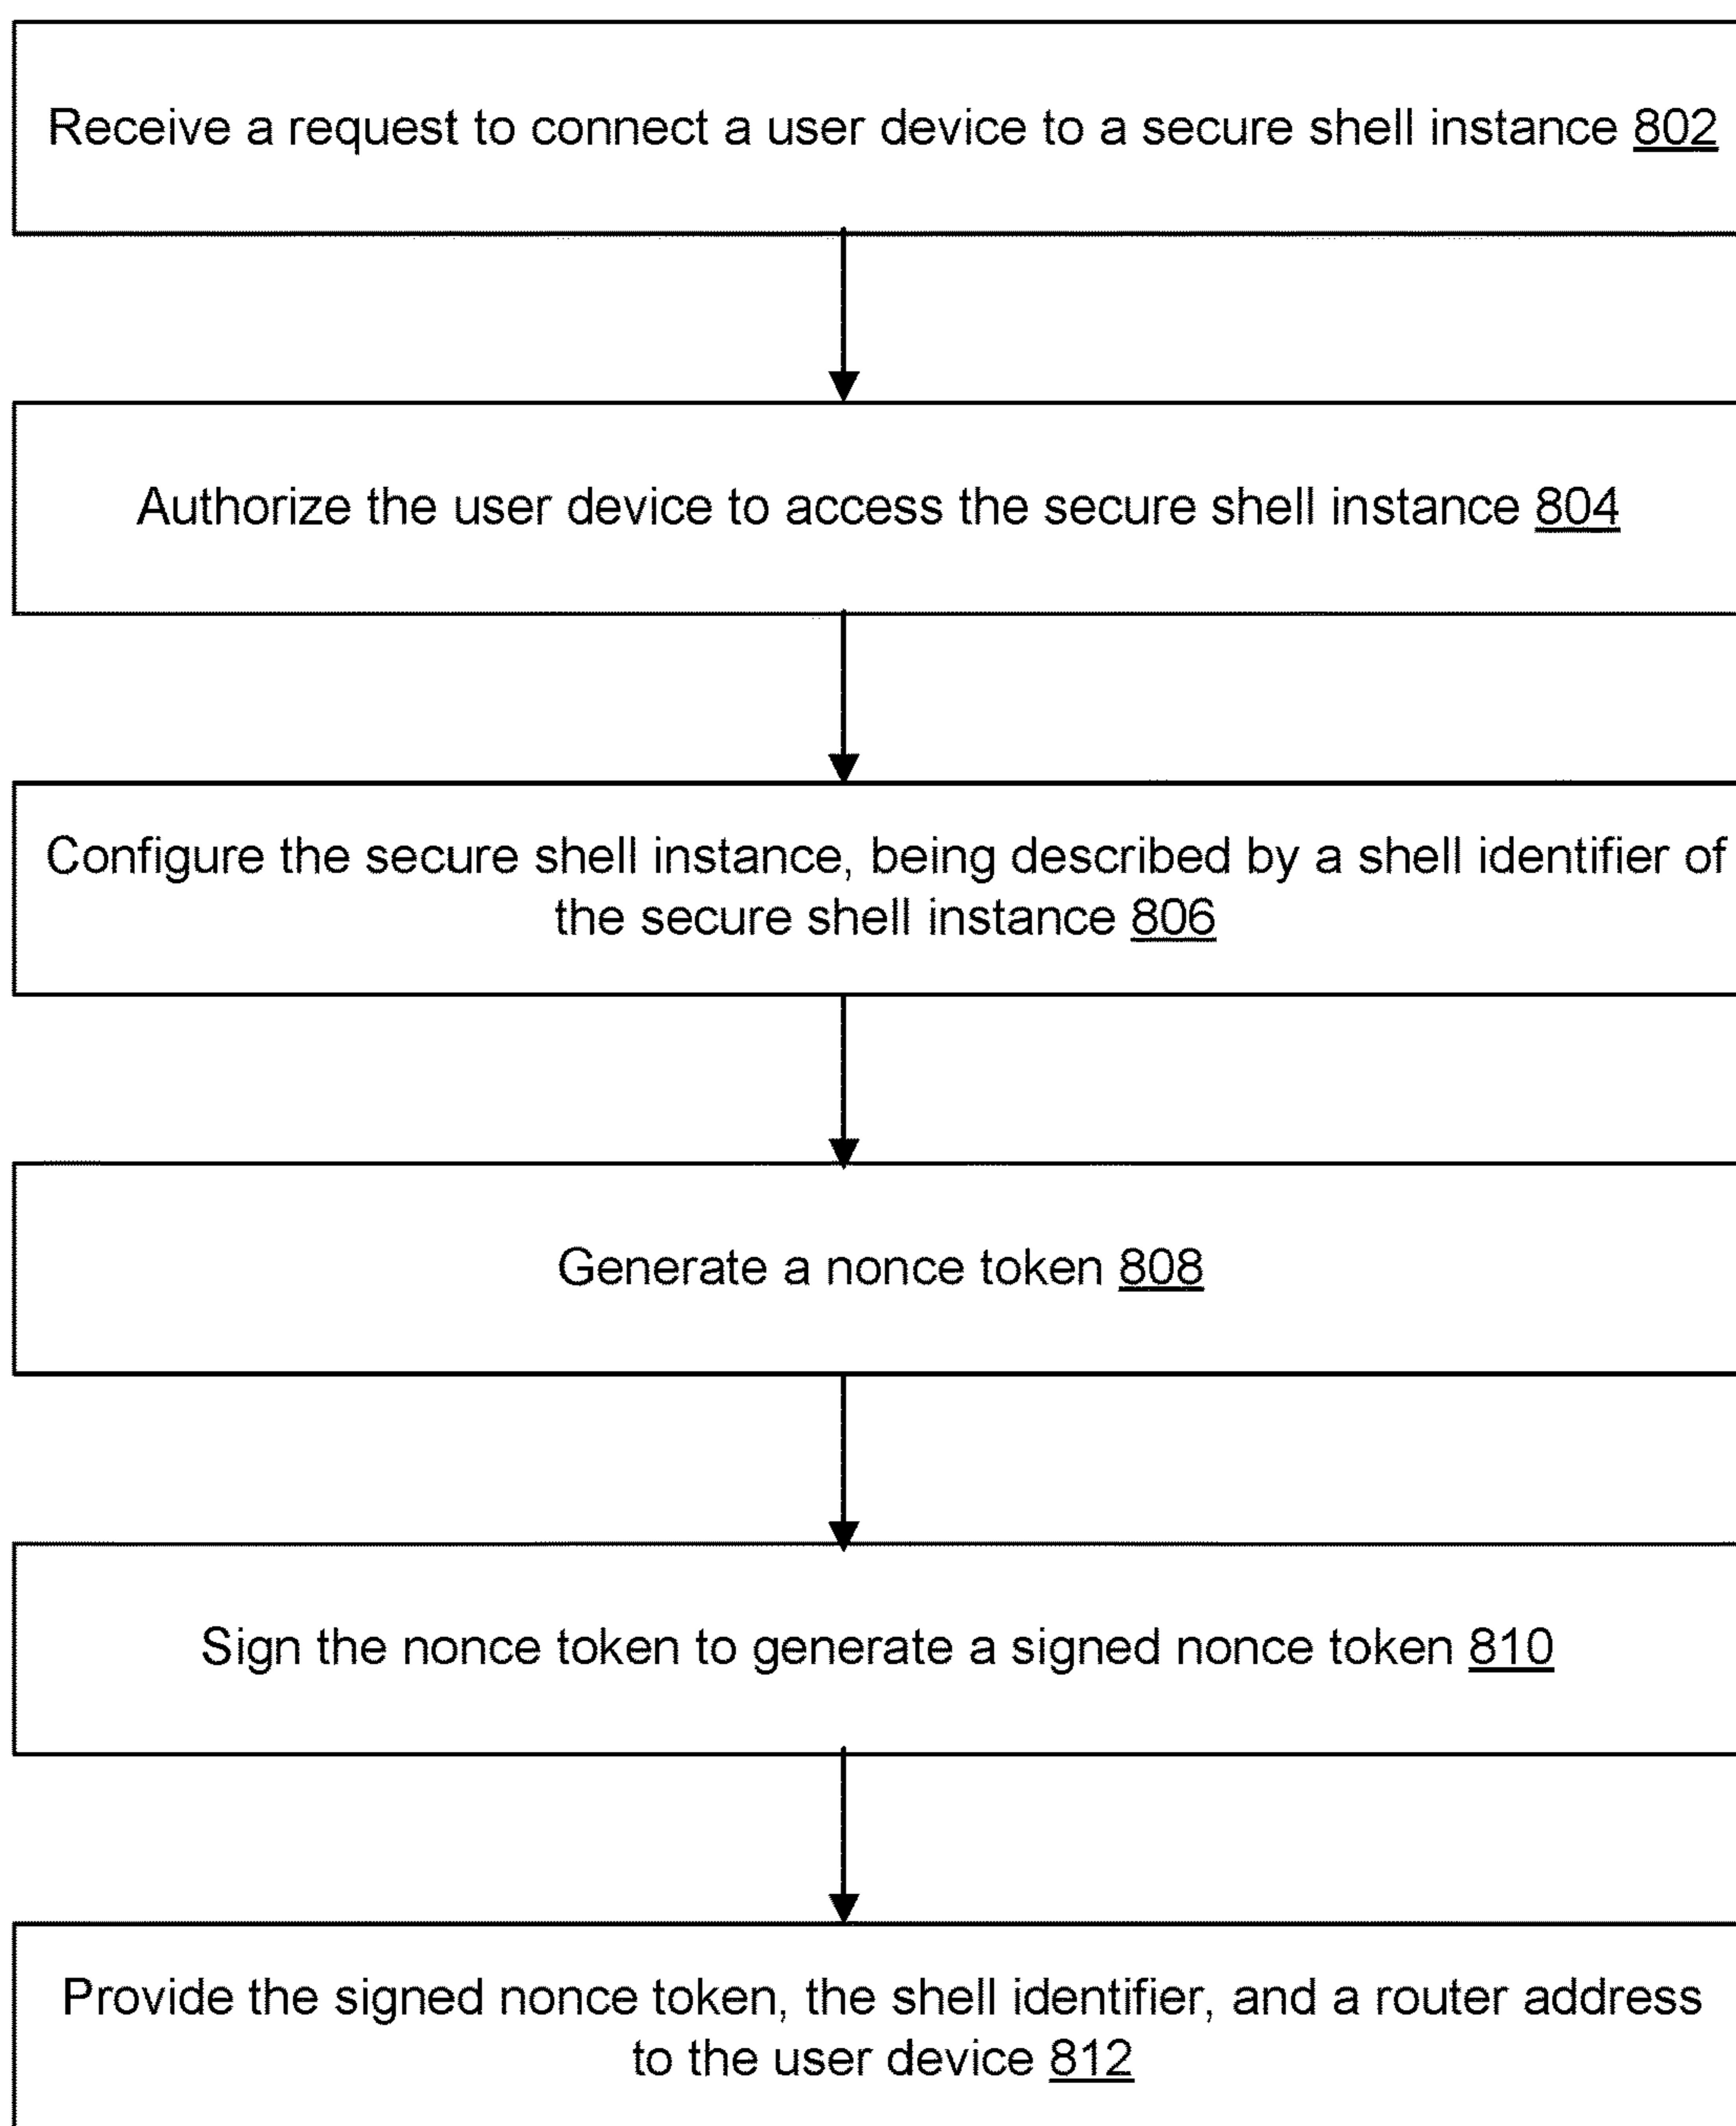 Receive a request to connect a user device to a secure shell instance 802
Authorize the user device to access the secure shell instance 804
Configure the secure shell instance, being described by a shell identifier of
the secure shell instance 806
Generate a nonce token 808
Sign the nonce token to generate a signed nonce token 810
Provide the signed nonce token, the shell identifier, and a router address
to the user device 812